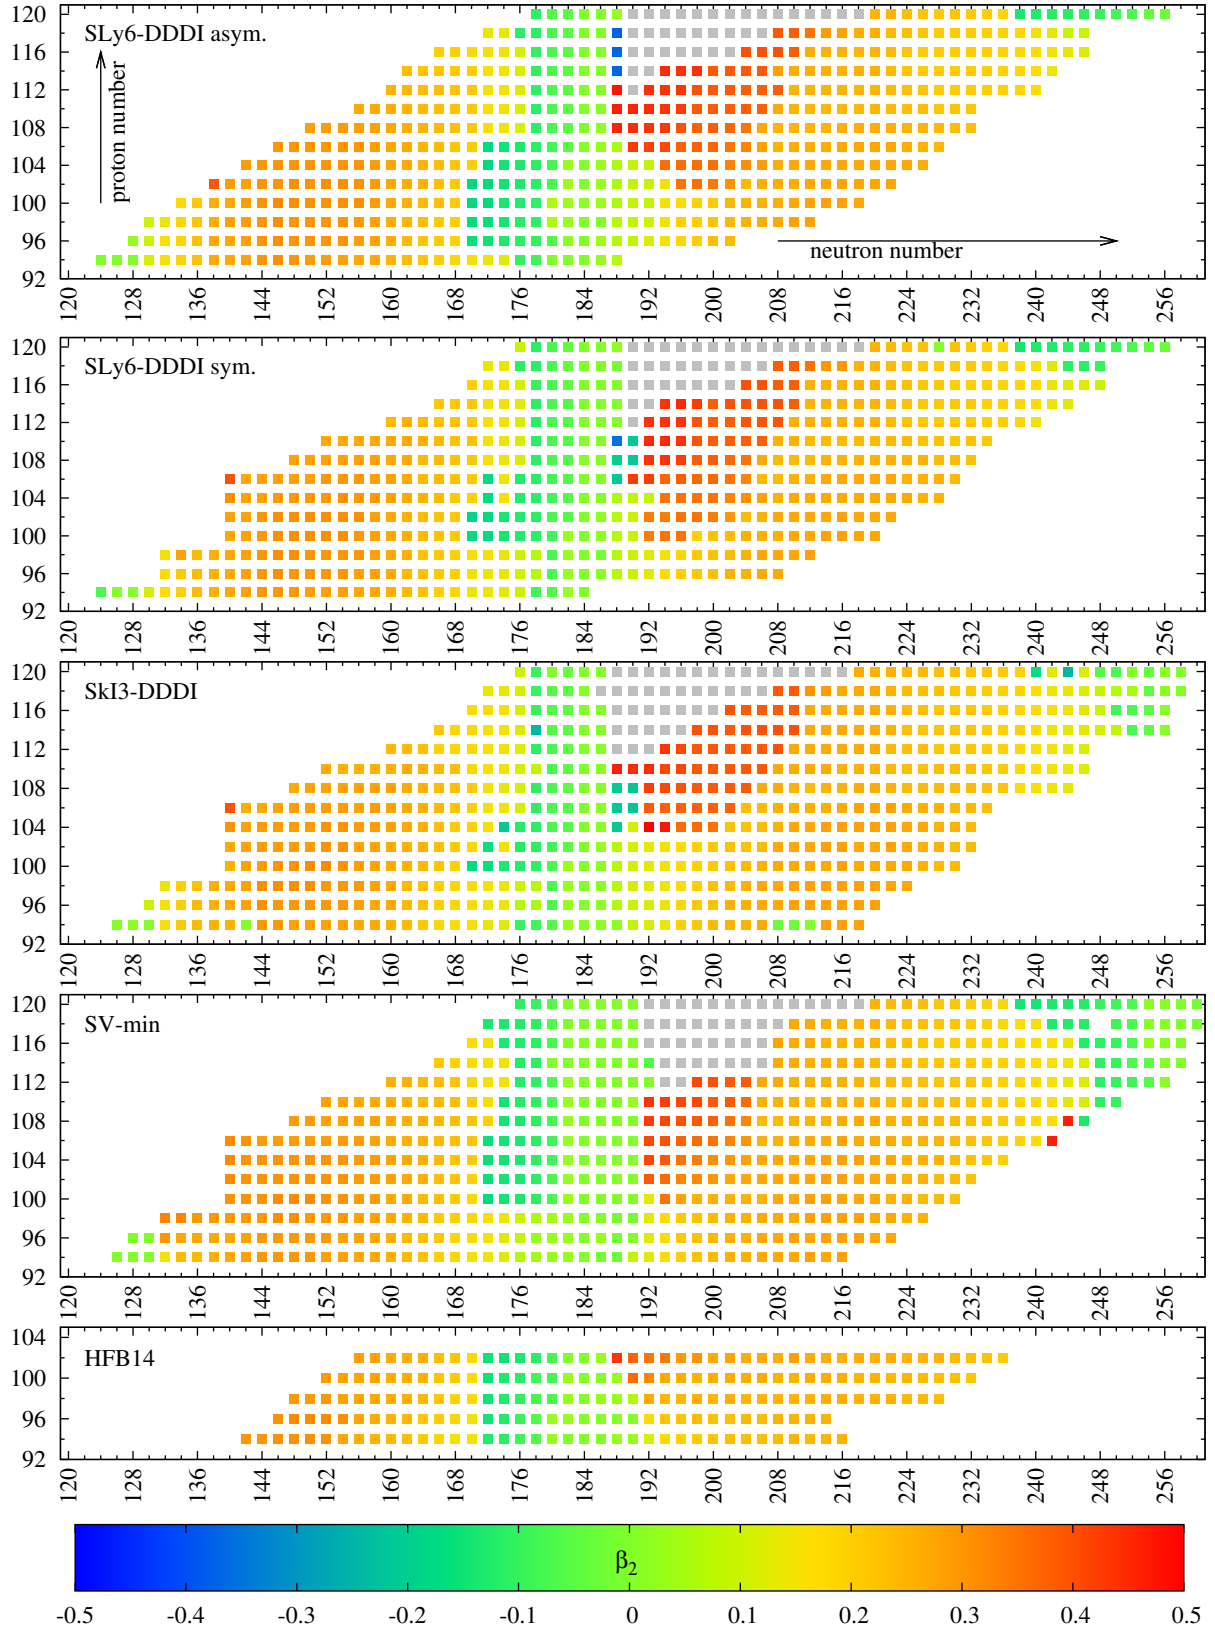 120
SLy6-DDDI asym.
116
112
proton number
108
104
100
96
neutron number
92
120 128 136 144 152 160 168 176 184 192 200 208 216 224 232 240 248 256
120
SLy6-DDDI sym.
116
112
108
104
100
96
92
120 128 136 144 152 160 168 176 184 192 200 208 216 224 232 240 248 256
120
SkI3-DDDI
116
112
108
104
100
96
92
120 128 136 144 152 160 168 176 184 192 200 208 216 224 232 240 248 256
120
SV-min
116
112
108
104
100
96
92
120 128 136 144 152 160 168 176 184 192 200 208 216 224 232 240 248 256
104
HFB14
100
96
92
120 128 136 144 152 160 168 176 184 192 200 208 216 224 232 240 248 256
β₂
-0.5 -0.4 -0.3 -0.2 -0.1 0 0.1 0.2 0.3 0.4 0.5